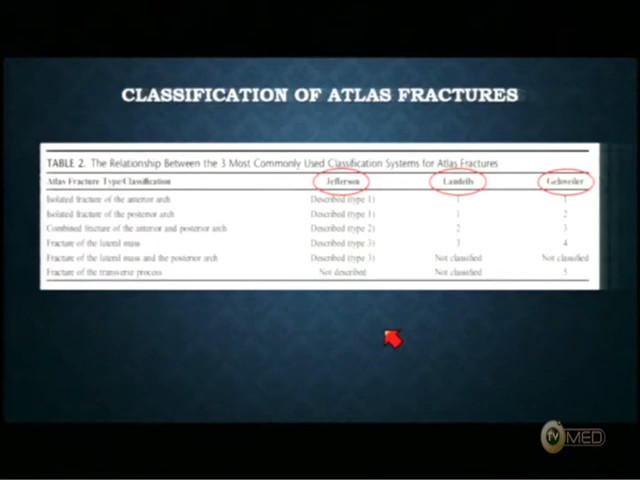 CLASSIFICATION OF ATLAS FRACTURES
TABLE 2. The Relationship Between the 3 Most Commonly Used Classification Systems for Atlas Fractures
Atlas Fracture Type/Classification Jefferson Landells Gehweiler
Isolated fracture of the anterior arch Described (type 1) 1 1
Isolated fracture of the posterior arch Described (type 1) 1 2
Combined fracture of the anterior and posterior arch Described (type 2) 2 3
Fracture of the lateral mass Described (type 3) 3 4
Fracture of the lateral mass and the posterior arch Described (type 3) Not classified Not classified
Fracture of the transverse process Not described Not classified 5
tv MED